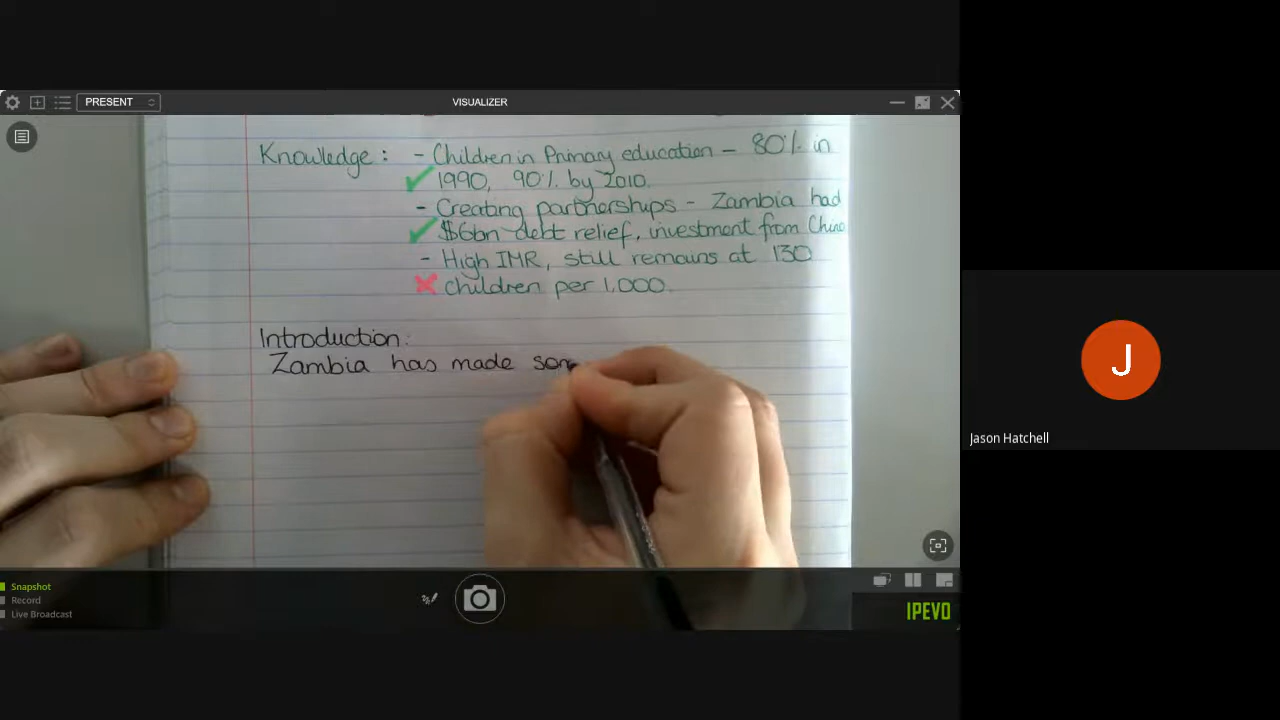 PRESENT
VISUALIZER
Knowledge : - Children in Primary education - 80% in
1990, 90% by 2010.
- Creating partnerships - Zambia had
$6bn debt relief, investment from China
- High IMR, still remains at 130
children per 1,000.
Introduction:
Zambia has made som
J
Jason Hatchell
Snapshot
Record
Live Broadcast
IPEVO